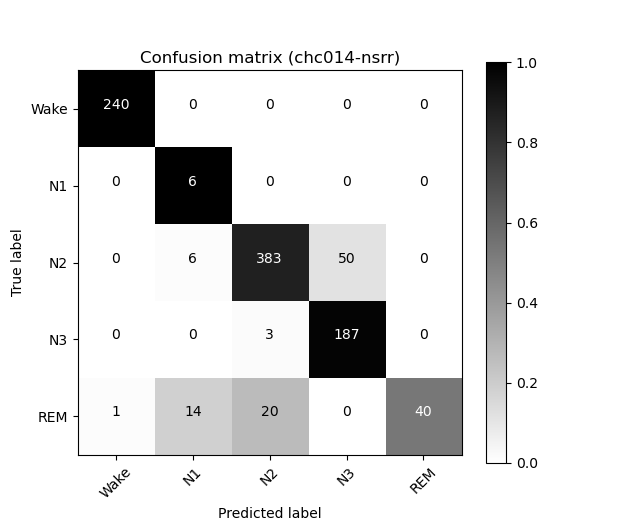 Confusion matrix (chc014-nsrr)
Wake 240 0 0 0 0
N1 0 6 0 0 0
N2 0 6 383 50 0
N3 0 0 3 187 0
REM 1 14 20 0 40
Wake N1 N2 N3 REM
Predicted label
True label
1.0
0.8
0.6
0.4
0.2
0.0